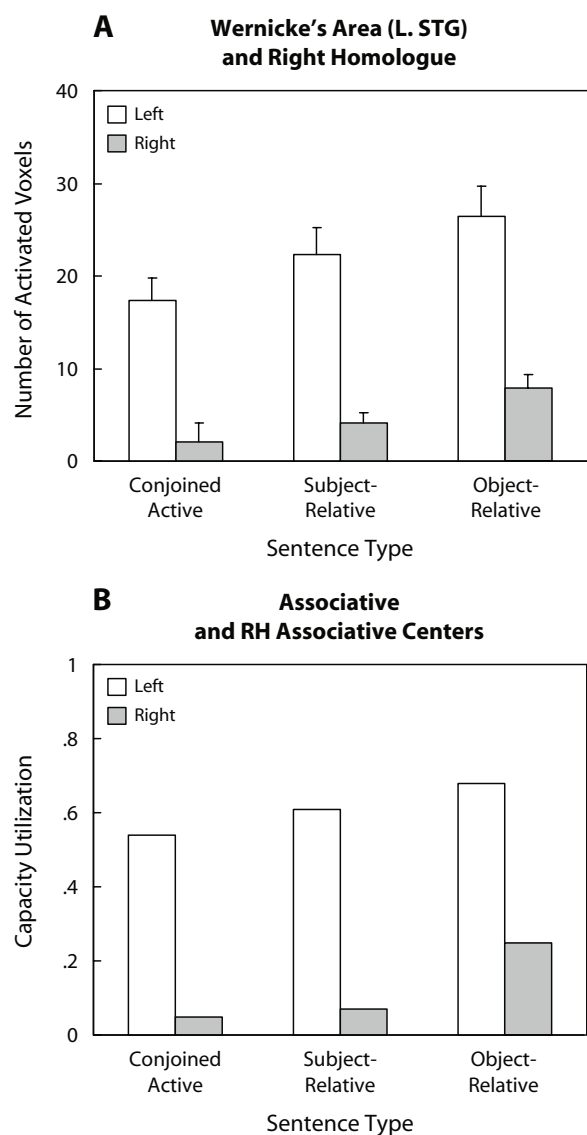 A
Wernicke’s Area (L. STG)
and Right Homologue
40
30
20
10
0
Number of Activated Voxels
Left
Right
Conjoined
Active
Subject-
Relative
Object-
Relative
Sentence Type
B
Associative
and RH Associative Centers
1
.8
.6
.4
.2
0
Capacity Utilization
Left
Right
Conjoined
Active
Subject-
Relative
Object-
Relative
Sentence Type